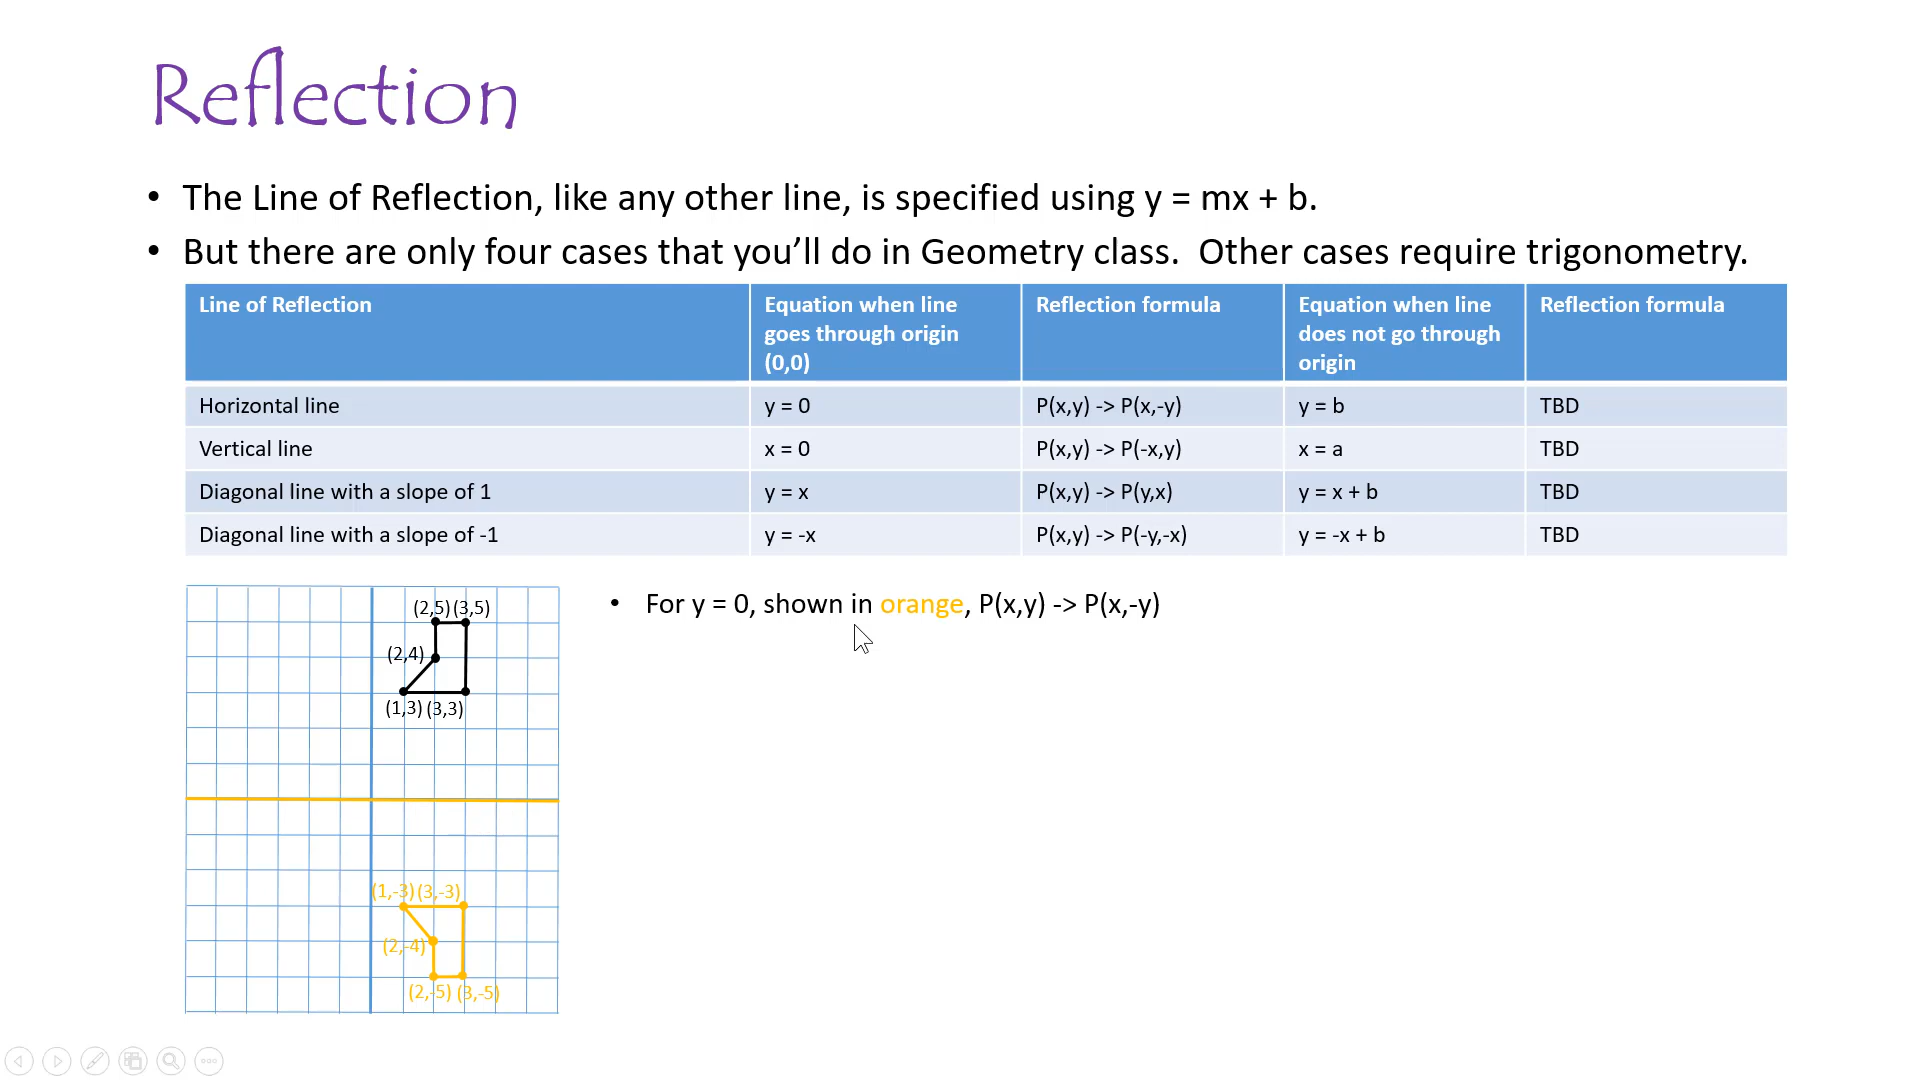 Reflection
• The Line of Reflection, like any other line, is specified using y = mx + b.
• But there are only four cases that you’ll do in Geometry class.  Other cases require trigonometry.
Line of Reflection
Equation when line
goes through origin
(0,0)
Reflection formula
Equation when line
does not go through
origin
Reflection formula
Horizontal line y = 0 P(x,y) -> P(x,-y) y = b TBD
Vertical line x = 0 P(x,y) -> P(-x,y) x = a TBD
Diagonal line with a slope of 1 y = x P(x,y) -> P(y,x) y = x + b TBD
Diagonal line with a slope of -1 y = -x P(x,y) -> P(-y,-x) y = -x + b TBD
(2,5) (3,5)
(2,4)
(1,3) (3,3)
(1,-3) (3,-3)
(2,-4)
(2,-5) (3,-5)
• For y = 0, shown in orange, P(x,y) -> P(x,-y)